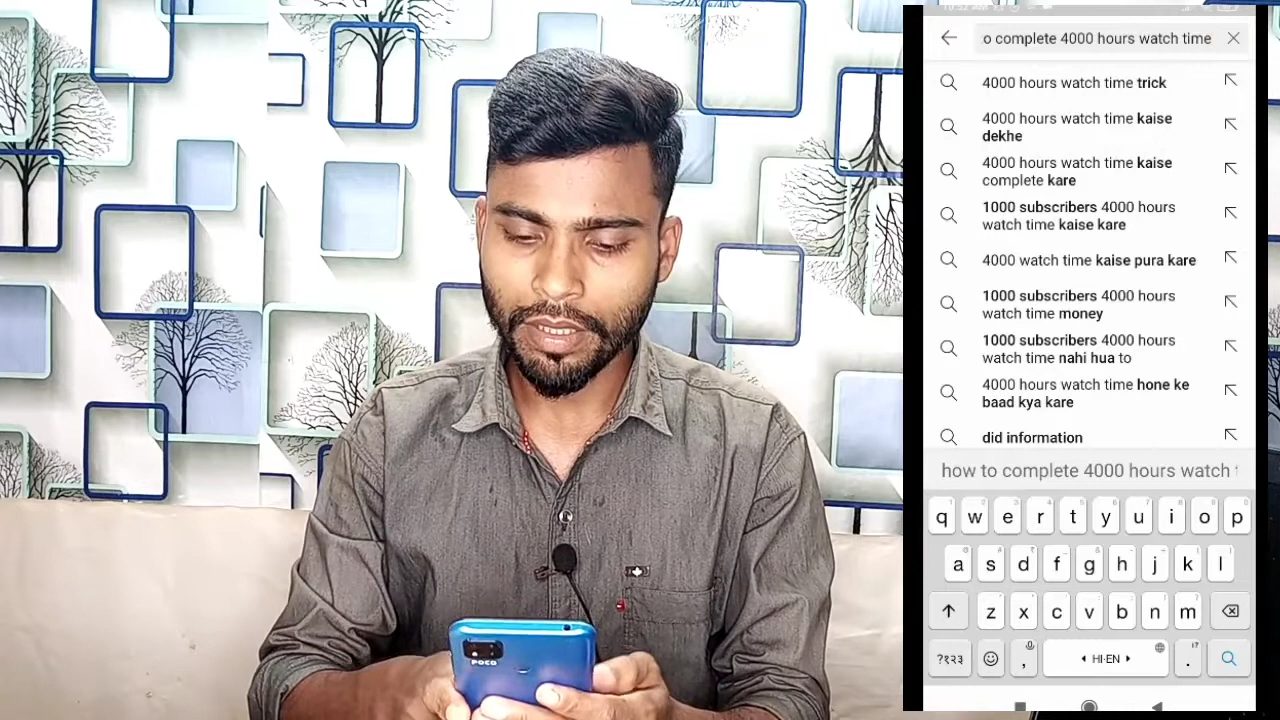 o complete 4000 hours watch time
4000 hours watch time trick
4000 hours watch time kaise
dekhe
4000 hours watch time kaise
complete kare
1000 subscribers 4000 hours
watch time kaise kare
4000 watch time kaise pura kare
1000 subscribers 4000 hours
watch time money
1000 subscribers 4000 hours
watch time nahi hua to
4000 hours watch time hone ke
baad kya kare
did information
how to complete 4000 hours watch
q w e r t y u i o p
a s d f g h j k l
z x c v b n m
?१२३ , HI·EN .
POCO